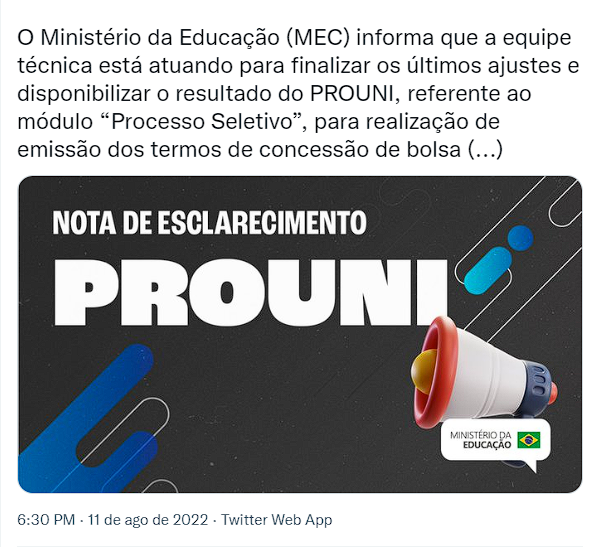 O Ministério da Educação (MEC) informa que a equipe
técnica está atuando para finalizar os últimos ajustes e
disponibilizar o resultado do PROUNI, referente ao
módulo “Processo Seletivo”, para realização de
emissão dos termos de concessão de bolsa (...)
NOTA DE ESCLARECIMENTO
PROUNI
MINISTÉRIO DA
EDUCAÇÃO
6:30 PM · 11 de ago de 2022 · Twitter Web App